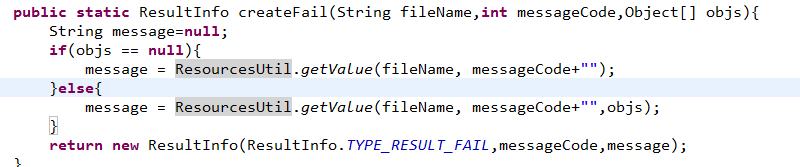 public static ResultInfo createFail(String fileName,int messageCode,Object[] objs){
String message=null;
if(objs == null){
message = ResourcesUtil.getValue(fileName, messageCode+"");
}else{
message = ResourcesUtil.getValue(fileName, messageCode+"",objs);
}
return new ResultInfo(ResultInfo.TYPE_RESULT_FAIL,messageCode,message);
}